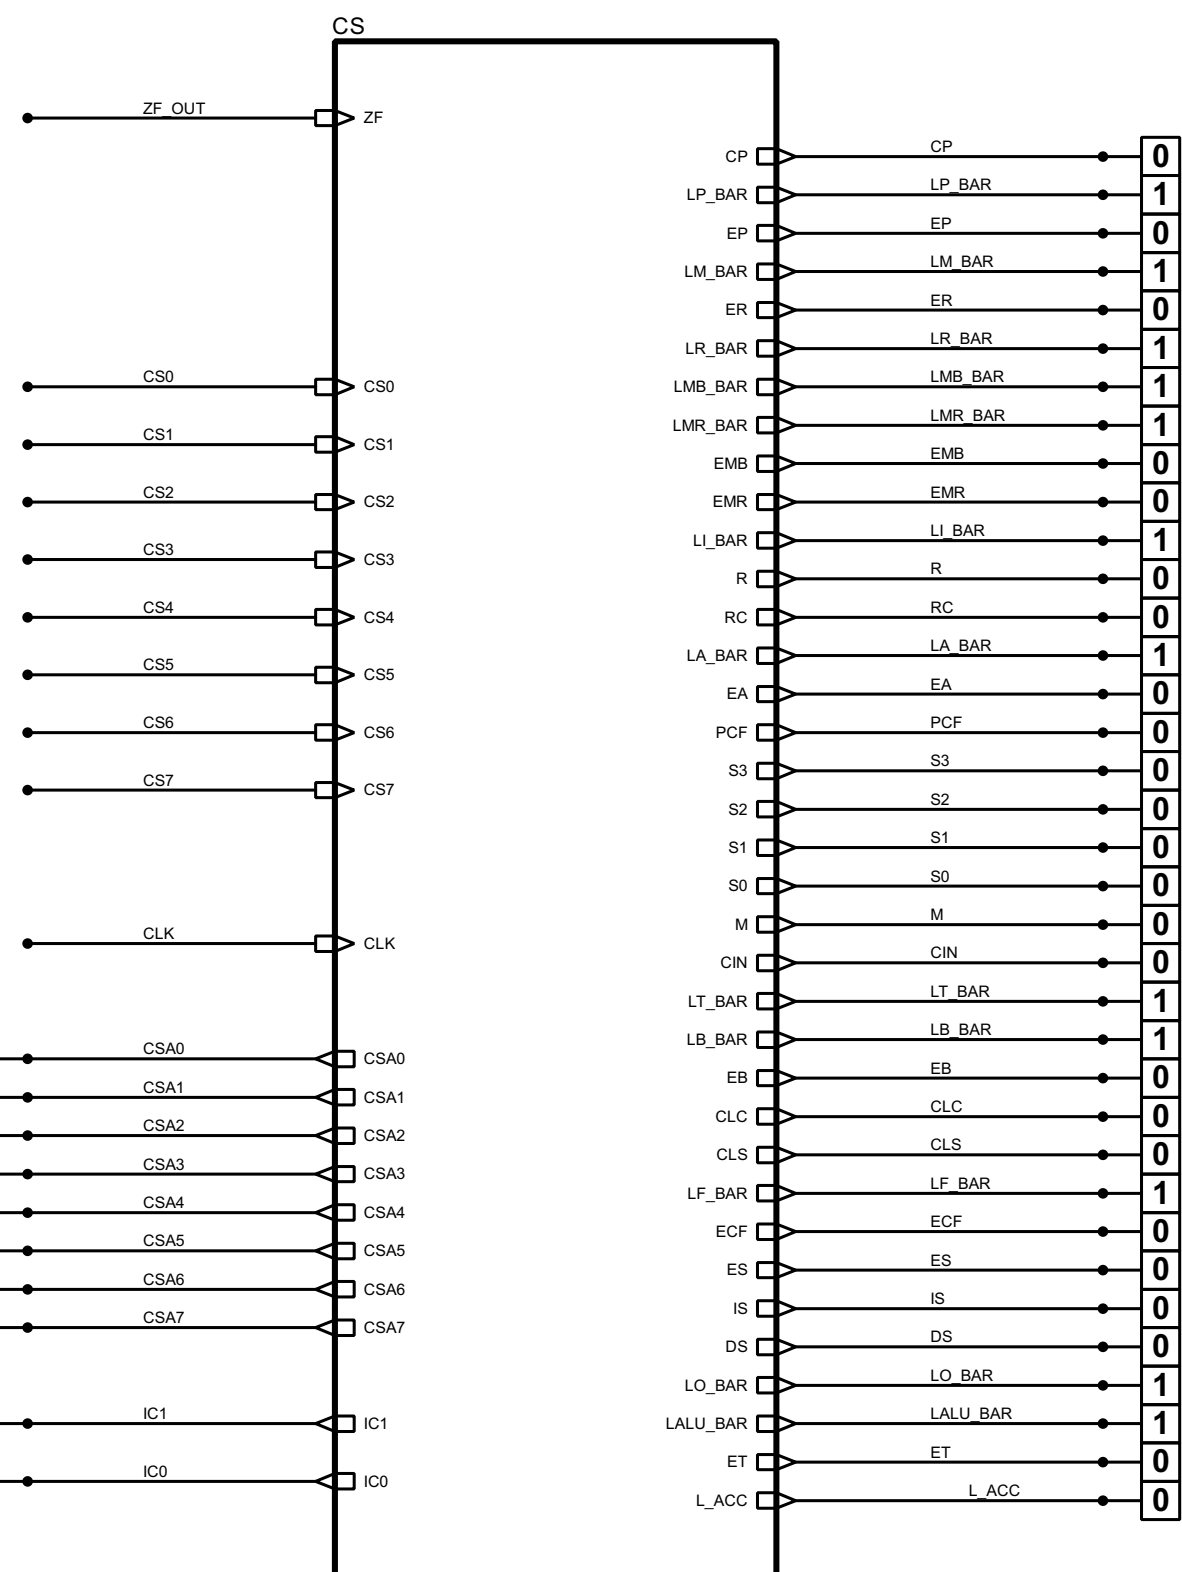 CS
ZF_OUT ZF
CP CP 0
LP_BAR LP_BAR 1
EP EP 0
LM_BAR LM_BAR 1
ER ER 0
LR_BAR LR_BAR 1
CS0 CS0 LMB_BAR LMB_BAR 1
LMR_BAR LMR_BAR 1
CS1 CS1
EMB EMB 0
CS2 CS2 EMR EMR 0
LI_BAR LI_BAR 1
CS3 CS3
R R 0
CS4 CS4 RC RC 0
LA_BAR LA_BAR 1
CS5 CS5
EA EA 0
CS6 CS6 PCF PCF 0
S3 S3 0
CS7 CS7
S2 S2 0
S1 S1 0
S0 S0 0
M M 0
CLK CLK
CIN CIN 0
LT_BAR LT_BAR 1
LB_BAR LB_BAR 1
CSA0 CSA0
EB EB 0
CSA1 CSA1
CLC CLC 0
CSA2 CSA2
CLS CLS 0
CSA3 CSA3
LF_BAR LF_BAR 1
CSA4 CSA4
ECF ECF 0
CSA5 CSA5
ES ES 0
CSA6 CSA6
IS IS 0
CSA7 CSA7
DS DS 0
LO_BAR LO_BAR 1
IC1 IC1 LALU_BAR LALU_BAR 1
ET ET 0
IC0 IC0
L_ACC L_ACC 0